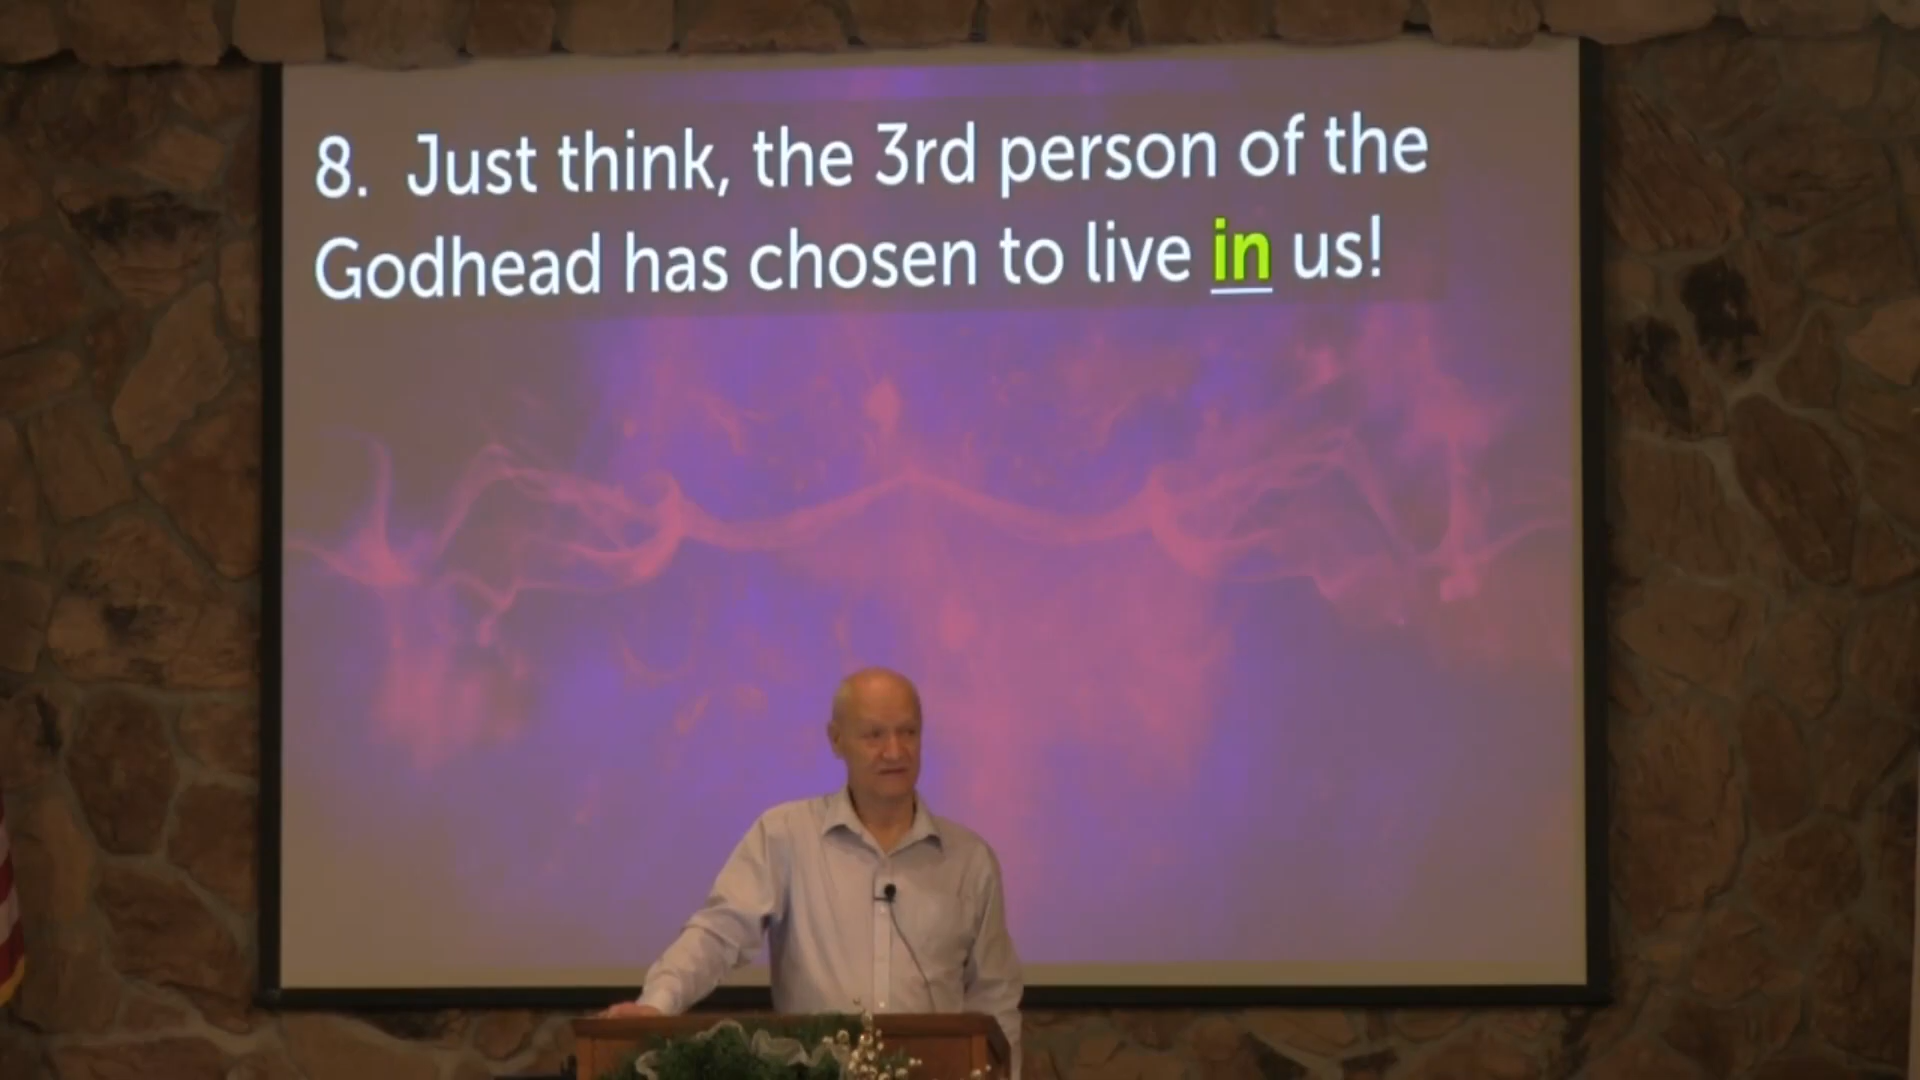 8. Just think, the 3rd person of the
Godhead has chosen to live in us!